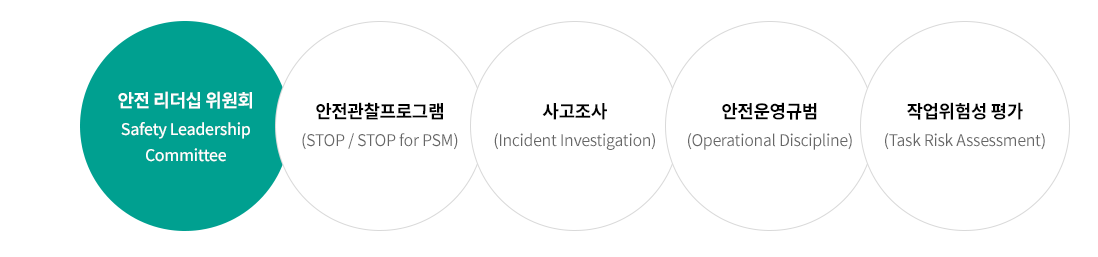 안전 리더십 위원회
Safety Leadership
Committee
안전관찰프로그램
(STOP / STOP for PSM)
사고조사
(Incident Investigation)
안전운영규범
(Operational Discipline)
작업위험성 평가
(Task Risk Assessment)